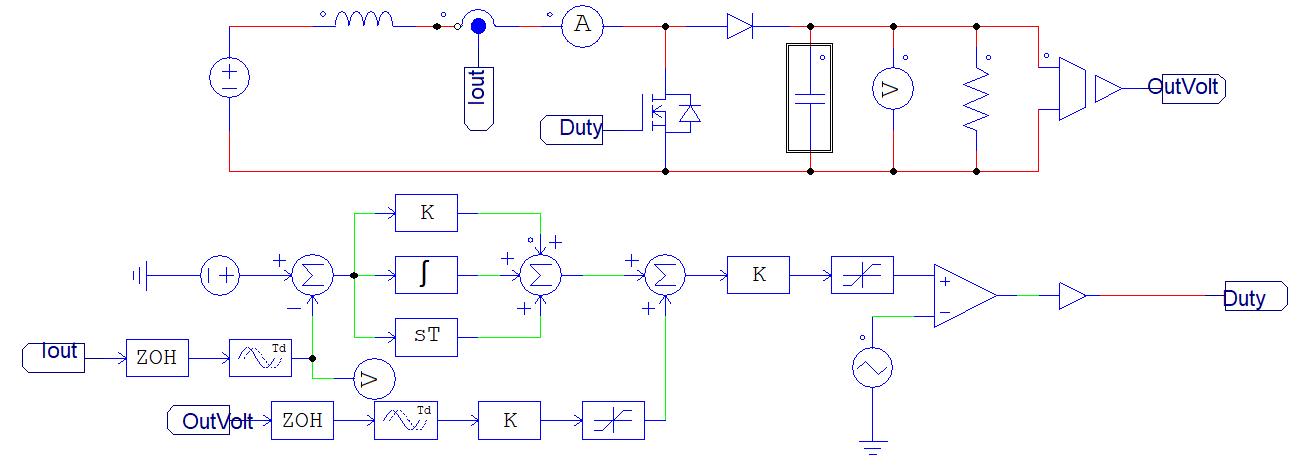 A
Iout
V
OutVolt
Duty
K
Σ
∫
Σ
Σ
K
sT
Duty
Iout
ZOH
Td
V
OutVolt
ZOH
Td
K